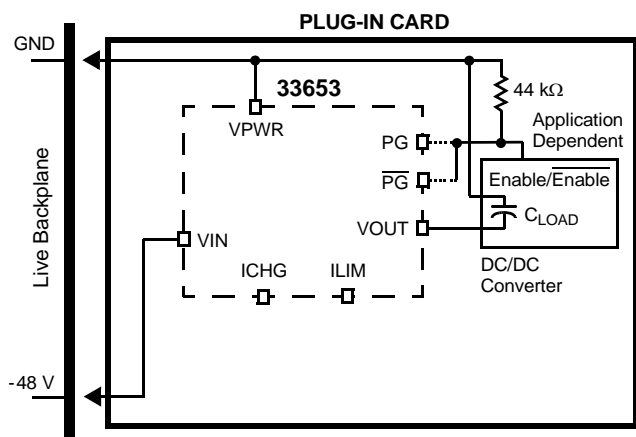 PLUG-IN CARD
GND
33653
44 kΩ
VPWR
Application
Dependent
PG
PG
Enable/Enable
CLOAD
VOUT
VIN
ICHG
ILIM
DC/DC
Converter
Live Backplane
-48 V